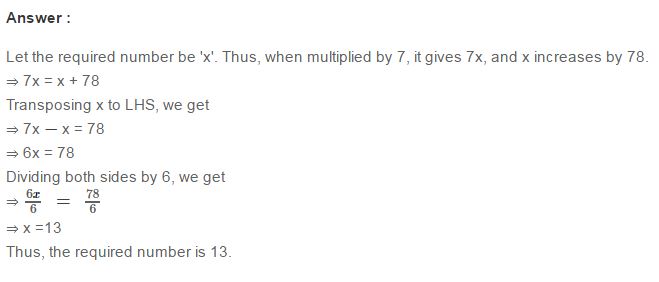 Answer :
Let the required number be 'x'. Thus, when multiplied by 7, it gives 7x, and x increases by 78.
⇒ 7x = x + 78
Transposing x to LHS, we get
⇒ 7x — x = 78
⇒ 6x = 78
Dividing both sides by 6, we get
⇒ 6x/6 = 78/6
⇒ x =13
Thus, the required number is 13.